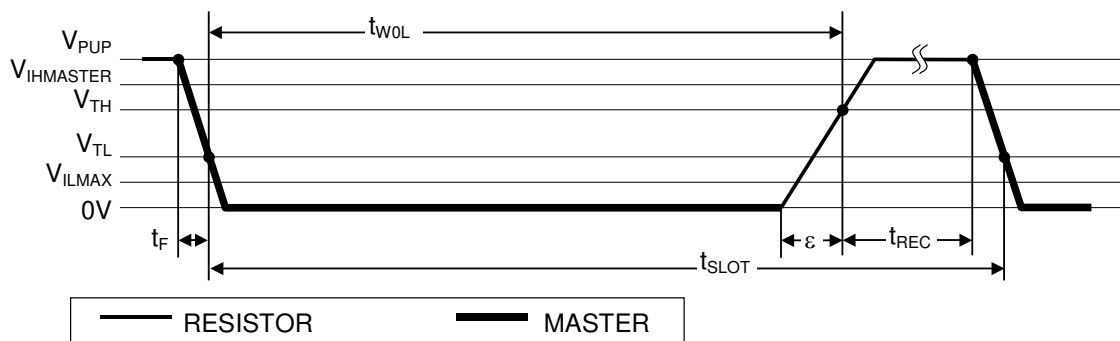 t_W0L
V_PUP
V_IHMASTER
V_TH
V_TL
V_ILMAX
0V
t_F
ε
t_REC
t_SLOT
RESISTOR MASTER